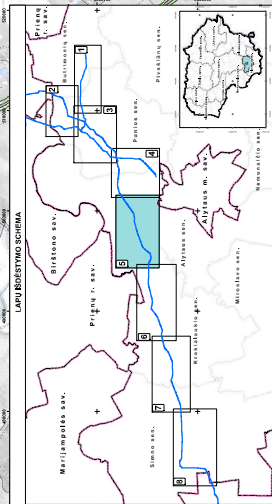 LAPŲ IŠDĖSTYMO SCHEMA
Prienų r. sav.
Butrimonių sen.
Pivašiūnų sen.
Punios sen.
Birštono sav.
Prienų r. sav.
Alytaus m. sav.
Nemunaičio sen.
Alytaus sen.
Miroslavo sen.
Krokialaukio sen.
Marijampolės sav.
Simno sen.
1
2
3
4
5
6
7
8